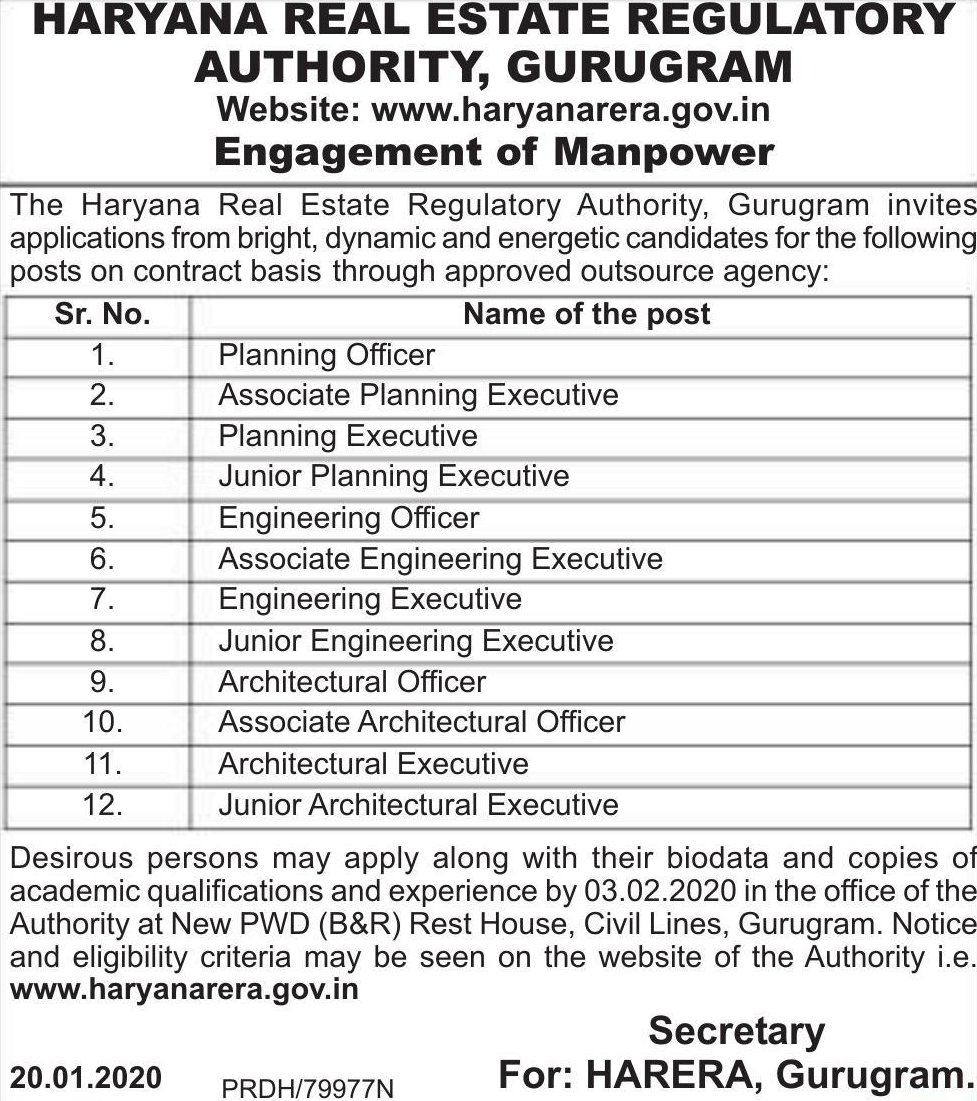 HARYANA REAL ESTATE REGULATORY
AUTHORITY, GURUGRAM
Website: www.haryanarera.gov.in
Engagement of Manpower
The Haryana Real Estate Regulatory Authority, Gurugram invites
applications from bright, dynamic and energetic candidates for the following
posts on contract basis through approved outsource agency:
Sr. No. Name of the post
1. Planning Officer
2. Associate Planning Executive
3. Planning Executive
4. Junior Planning Executive
5. Engineering Officer
6. Associate Engineering Executive
7. Engineering Executive
8. Junior Engineering Executive
9. Architectural Officer
10. Associate Architectural Officer
11. Architectural Executive
12. Junior Architectural Executive
Desirous persons may apply along with their biodata and copies of
academic qualifications and experience by 03.02.2020 in the office of the
Authority at New PWD (B&R) Rest House, Civil Lines, Gurugram. Notice
and eligibility criteria may be seen on the website of the Authority i.e.
www.haryanarera.gov.in
Secretary
20.01.2020 PRDH/79977N For: HARERA, Gurugram.